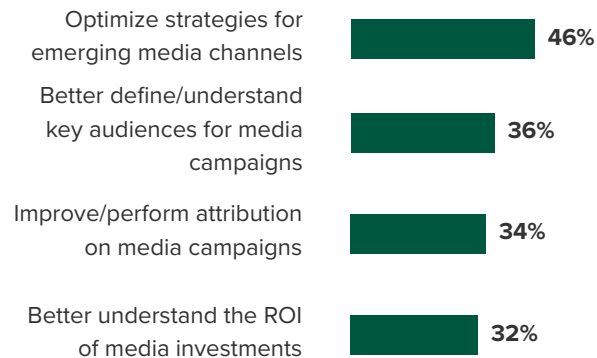 Optimize strategies for
emerging media channels
46%
Better define/understand
key audiences for media
campaigns
36%
Improve/perform attribution
on media campaigns
34%
Better understand the ROI
of media investments
32%